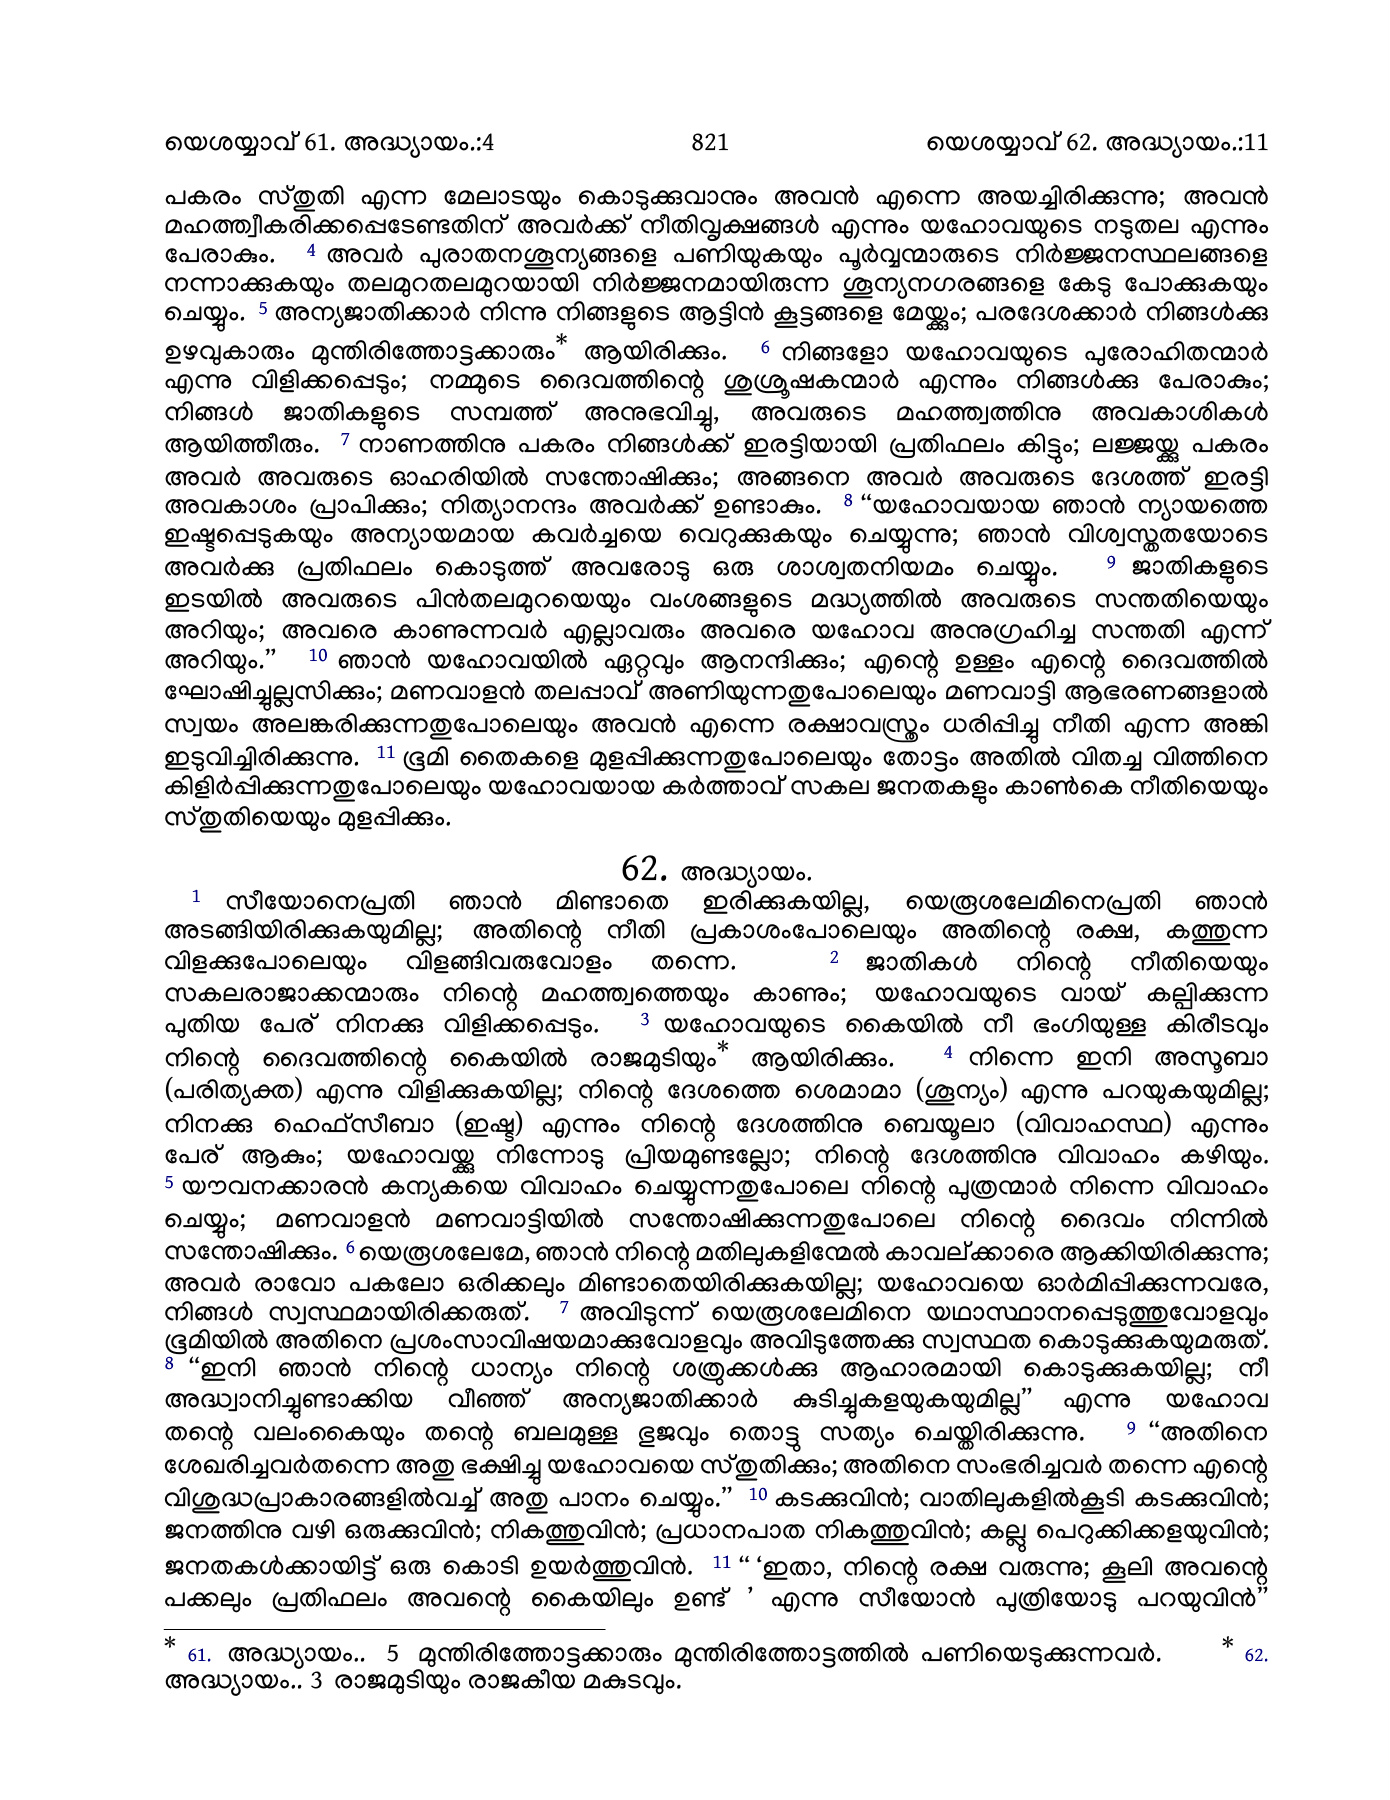 യെശയ്യാവ് 61. അദ്ധ്യായം.:4 821 യെശയ്യാവ് 62. അദ്ധ്യായം.:11
പകരം സ്തുതി എന്ന മേലാടയും കൊടുക്കുവാനും അവൻ എന്നെ അയച്ചിരിക്കുന്നു; അവൻ
മഹത്ത്വീകരിക്കപ്പെടേണ്ടതിന് അവർക്ക് നീതിവൃക്ഷങ്ങൾ എന്നും യഹോവയുടെ നടുതല എന്നും
പേരാകും. 4 അവർ പുരാതനശൂന്യങ്ങളെ പണിയുകയും പൂർവ്വന്മാരുടെ നിർജ്ജനസ്ഥലങ്ങളെ
നന്നാക്കുകയും തലമുറതലമുറയായി നിർജ്ജനമായിരുന്ന ശൂന്യനഗരങ്ങളെ കേടു പോക്കുകയും
ചെയ്യും. 5 അന്യജാതിക്കാർ നിന്നു നിങ്ങളുടെ ആട്ടിൻ കൂട്ടങ്ങളെ മേയ്ക്കും; പരദേശക്കാർ നിങ്ങൾക്കു
ഉഴവുകാരും മുന്തിരിത്തോട്ടക്കാരും* ആയിരിക്കും. 6 നിങ്ങളോ യഹോവയുടെ പുരോഹിതന്മാർ
എന്നു വിളിക്കപ്പെടും; നമ്മുടെ ദൈവത്തിന്റെ ശുശ്രൂഷകന്മാർ എന്നും നിങ്ങൾക്കു പേരാകും;
നിങ്ങൾ ജാതികളുടെ സമ്പത്ത് അനുഭവിച്ചു, അവരുടെ മഹത്ത്വത്തിനു അവകാശികൾ
ആയിത്തീരും. 7 നാണത്തിനു പകരം നിങ്ങൾക്ക് ഇരട്ടിയായി പ്രതിഫലം കിട്ടും; ലജ്ജയ്ക്കു പകരം
അവർ അവരുടെ ഓഹരിയിൽ സന്തോഷിക്കും; അങ്ങനെ അവർ അവരുടെ ദേശത്ത് ഇരട്ടി
അവകാശം പ്രാപിക്കും; നിത്യാനന്ദം അവർക്ക് ഉണ്ടാകും. 8 “യഹോവയായ ഞാൻ ന്യായത്തെ
ഇഷ്ടപ്പെടുകയും അന്യായമായ കവർച്ചയെ വെറുക്കുകയും ചെയ്യുന്നു; ഞാൻ വിശ്വസ്തതയോടെ
അവർക്കു പ്രതിഫലം കൊടുത്ത് അവരോടു ഒരു ശാശ്വതനിയമം ചെയ്യും. 9 ജാതികളുടെ
ഇടയിൽ അവരുടെ പിൻതലമുറയെയും വംശങ്ങളുടെ മദ്ധ്യത്തിൽ അവരുടെ സന്തതിയെയും
അറിയും; അവരെ കാണുന്നവർ എല്ലാവരും അവരെ യഹോവ അനുഗ്രഹിച്ച സന്തതി എന്ന്
അറിയും.” 10 ഞാൻ യഹോവയിൽ ഏറ്റവും ആനന്ദിക്കും; എന്റെ ഉള്ളം എന്റെ ദൈവത്തിൽ
ഘോഷിച്ചുല്ലസിക്കും; മണവാളൻ തലപ്പാവ് അണിയുന്നതുപോലെയും മണവാട്ടി ആഭരണങ്ങളാൽ
സ്വയം അലങ്കരിക്കുന്നതുപോലെയും അവൻ എന്നെ രക്ഷാവസ്ത്രം ധരിപ്പിച്ചു നീതി എന്ന അങ്കി
ഇടുവിച്ചിരിക്കുന്നു. 11 ഭൂമി തൈകളെ മുളപ്പിക്കുന്നതുപോലെയും തോട്ടം അതിൽ വിതച്ച വിത്തിനെ
കിളിർപ്പിക്കുന്നതുപോലെയും യഹോവയായ കർത്താവ് സകല ജനതകളും കാൺകെ നീതിയെയും
സ്തുതിയെയും മുളപ്പിക്കും.
62. അദ്ധ്യായം.
1 സീയോനെപ്രതി ഞാൻ മിണ്ടാതെ ഇരിക്കുകയില്ല, യെരൂശലേമിനെപ്രതി ഞാൻ
അടങ്ങിയിരിക്കുകയുമില്ല; അതിന്റെ നീതി പ്രകാശംപോലെയും അതിന്റെ രക്ഷ, കത്തുന്ന
വിളക്കുപോലെയും വിളങ്ങിവരുവോളം തന്നെ. 2 ജാതികൾ നിന്റെ നീതിയെയും
സകലരാജാക്കന്മാരും നിന്റെ മഹത്ത്വത്തെയും കാണും; യഹോവയുടെ വായ് കല്പിക്കുന്ന
പുതിയ പേര് നിനക്കു വിളിക്കപ്പെടും. 3 യഹോവയുടെ കൈയിൽ നീ ഭംഗിയുള്ള കിരീടവും
നിന്റെ ദൈവത്തിന്റെ കൈയിൽ രാജമുടിയും* ആയിരിക്കും. 4 നിന്നെ ഇനി അസൂബാ
(പരിത്യക്ത) എന്നു വിളിക്കുകയില്ല; നിന്റെ ദേശത്തെ ശെമാമാ (ശൂന്യം) എന്നു പറയുകയുമില്ല;
നിനക്കു ഹെഫ്സീബാ (ഇഷ്ട) എന്നും നിന്റെ ദേശത്തിനു ബെയൂലാ (വിവാഹസ്ഥ) എന്നും
പേര് ആകും; യഹോവയ്ക്കു നിന്നോടു പ്രിയമുണ്ടല്ലോ; നിന്റെ ദേശത്തിനു വിവാഹം കഴിയും.
5 യൗവനക്കാരൻ കന്യകയെ വിവാഹം ചെയ്യുന്നതുപോലെ നിന്റെ പുത്രന്മാർ നിന്നെ വിവാഹം
ചെയ്യും; മണവാളൻ മണവാട്ടിയിൽ സന്തോഷിക്കുന്നതുപോലെ നിന്റെ ദൈവം നിന്നിൽ
സന്തോഷിക്കും. 6 യെരൂശലേമേ, ഞാൻ നിന്റെ മതിലുകളിന്മേൽ കാവല്ക്കാരെ ആക്കിയിരിക്കുന്നു;
അവർ രാവോ പകലോ ഒരിക്കലും മിണ്ടാതെയിരിക്കുകയില്ല; യഹോവയെ ഓർമിപ്പിക്കുന്നവരേ,
നിങ്ങൾ സ്വസ്ഥമായിരിക്കരുത്. 7 അവിടുന്ന് യെരൂശലേമിനെ യഥാസ്ഥാനപ്പെടുത്തുവോളവും
ഭൂമിയിൽ അതിനെ പ്രശംസാവിഷയമാക്കുവോളവും അവിടുത്തേക്കു സ്വസ്ഥത കൊടുക്കുകയുമരുത്.
8 “ഇനി ഞാൻ നിന്റെ ധാന്യം നിന്റെ ശത്രുക്കൾക്കു ആഹാരമായി കൊടുക്കുകയില്ല; നീ
അദ്ധ്വാനിച്ചുണ്ടാക്കിയ വീഞ്ഞ് അന്യജാതിക്കാർ കുടിച്ചുകളയുകയുമില്ല” എന്നു യഹോവ
തന്റെ വലംകൈയും തന്റെ ബലമുള്ള ഭുജവും തൊട്ടു സത്യം ചെയ്തിരിക്കുന്നു. 9 “അതിനെ
ശേഖരിച്ചവർതന്നെ അതു ഭക്ഷിച്ചു യഹോവയെ സ്തുതിക്കും; അതിനെ സംഭരിച്ചവർ തന്നെ എന്റെ
വിശുദ്ധപ്രാകാരങ്ങളിൽവച്ച് അതു പാനം ചെയ്യും.” 10 കടക്കുവിൻ; വാതിലുകളിൽകൂടി കടക്കുവിൻ;
ജനത്തിനു വഴി ഒരുക്കുവിൻ; നികത്തുവിൻ; പ്രധാനപാത നികത്തുവിൻ; കല്ലു പെറുക്കിക്കളയുവിൻ;
ജനതകൾക്കായിട്ട് ഒരു കൊടി ഉയർത്തുവിൻ. 11 “ ‘ഇതാ, നിന്റെ രക്ഷ വരുന്നു; കൂലി അവന്റെ
പക്കലും പ്രതിഫലം അവന്റെ കൈയിലും ഉണ്ട് ’ എന്നു സീയോൻ പുത്രിയോടു പറയുവിൻ”
* 61. അദ്ധ്യായം.. 5 മുന്തിരിത്തോട്ടക്കാരും മുന്തിരിത്തോട്ടത്തിൽ പണിയെടുക്കുന്നവർ. * 62.
അദ്ധ്യായം.. 3 രാജമുടിയും രാജകീയ മകുടവും.